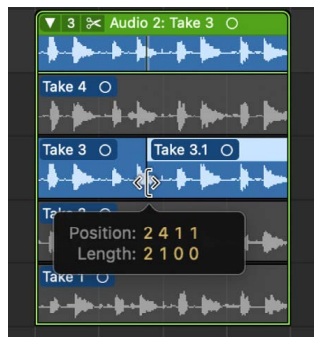 3 Audio 2: Take 3
Take 4
Take 3 Take 3.1
Position: 2 4 1 1
Length: 2 1 0 0
Take 1